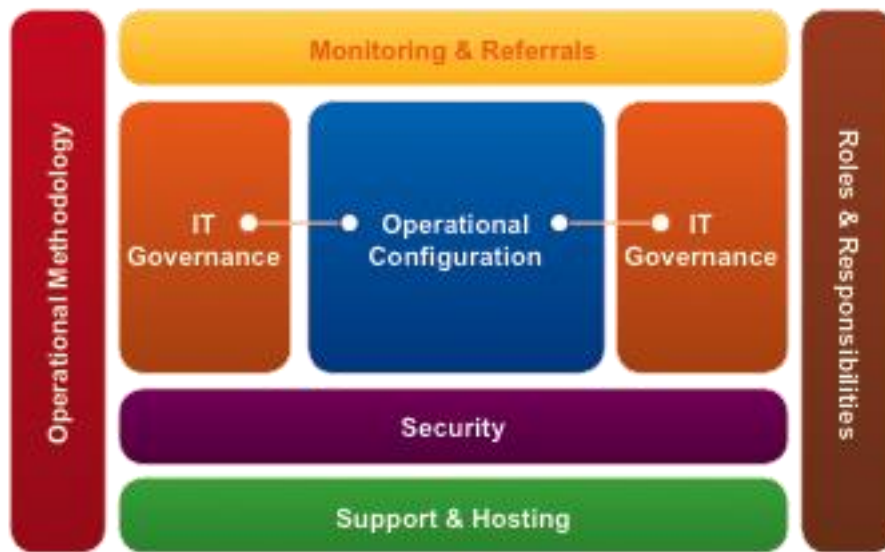 Operational Methodology
Monitoring & Referrals
IT
Governance
Operational
Configuration
IT
Governance
Security
Support & Hosting
Roles & Responsibilities